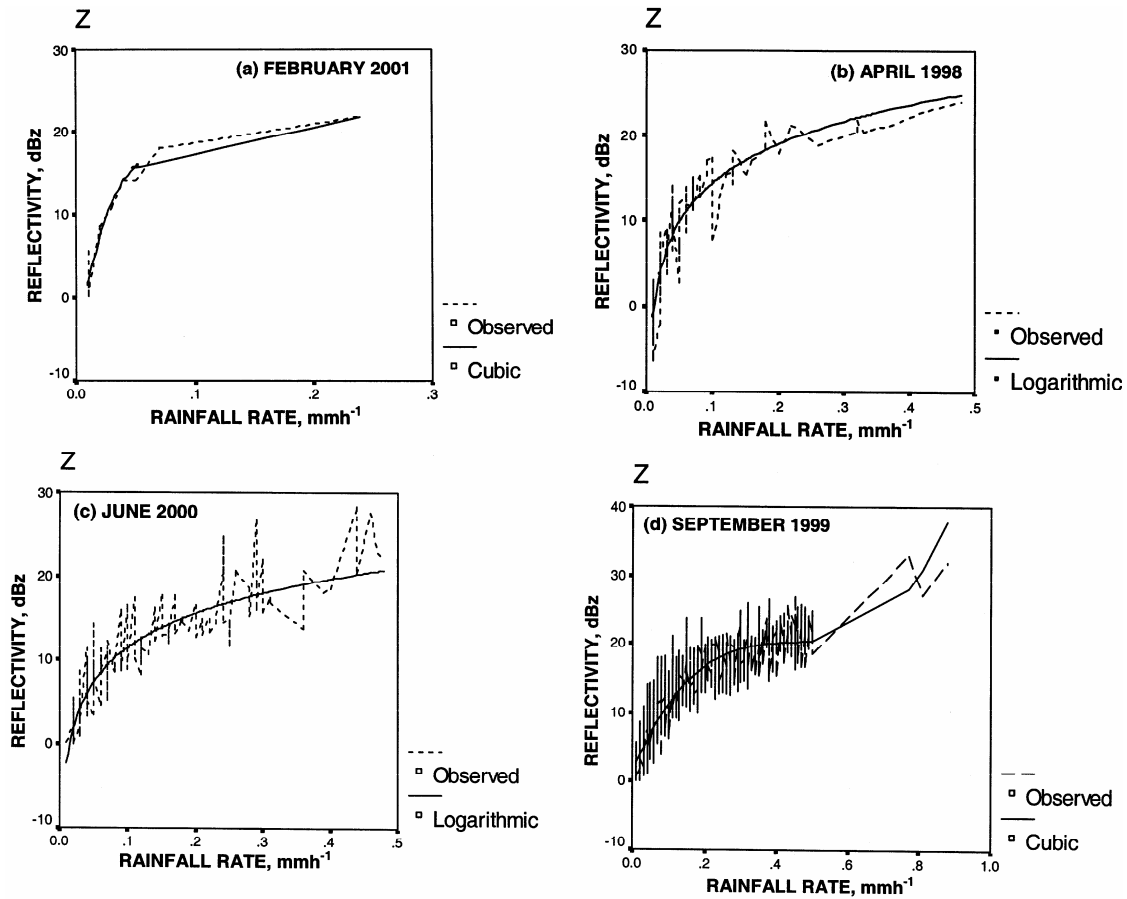 Z
30
20
10
0
-10
REFLECTIVITY, dBz
(a) FEBRUARY 2001
0.0 .1 .2 .3
RAINFALL RATE, mmh-1
Observed
Cubic
Z
30
20
10
0
-10
REFLECTIVITY, dBz
(b) APRIL 1998
0.0 .1 .2 .3 .4 .5
RAINFALL RATE, mmh-1
Observed
Logarithmic
Z
30
20
10
0
-10
REFLECTIVITY, dBz
(c) JUNE 2000
0.0 .1 .2 .3 .4 .5
RAINFALL RATE, mmh-1
Observed
Logarithmic
Z
40
30
20
10
0
-10
REFLECTIVITY, dBz
(d) SEPTEMBER 1999
0.0 .2 .4 .6 .8 1.0
RAINFALL RATE, mmh-1
Observed
Cubic